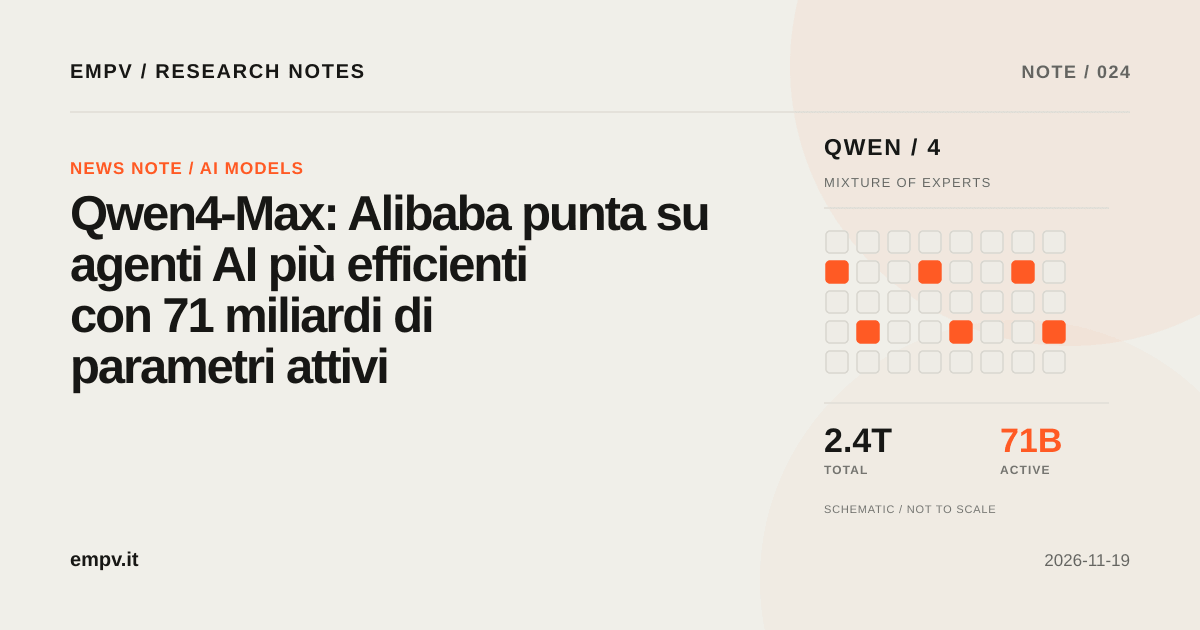 EMPV / RESEARCH NOTES
NOTE / 024
NEWS NOTE / AI MODELS
Qwen4-Max: Alibaba punta su
agenti AI più efficienti
con 71 miliardi di
parametri attivi
QWEN / 4
MIXTURE OF EXPERTS
2.4T
TOTAL
71B
ACTIVE
SCHEMATIC / NOT TO SCALE
empv.it
2026-11-19